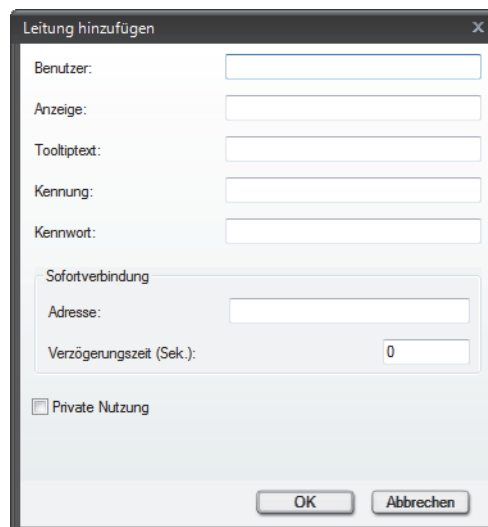 Leitung hinzufügen x
Benutzer:
Anzeige:
Tooltiptext:
Kennung:
Kennwort:
Sofortverbindung
Adresse:
Verzögerungszeit (Sek.): 0
Private Nutzung
OK Abbrechen